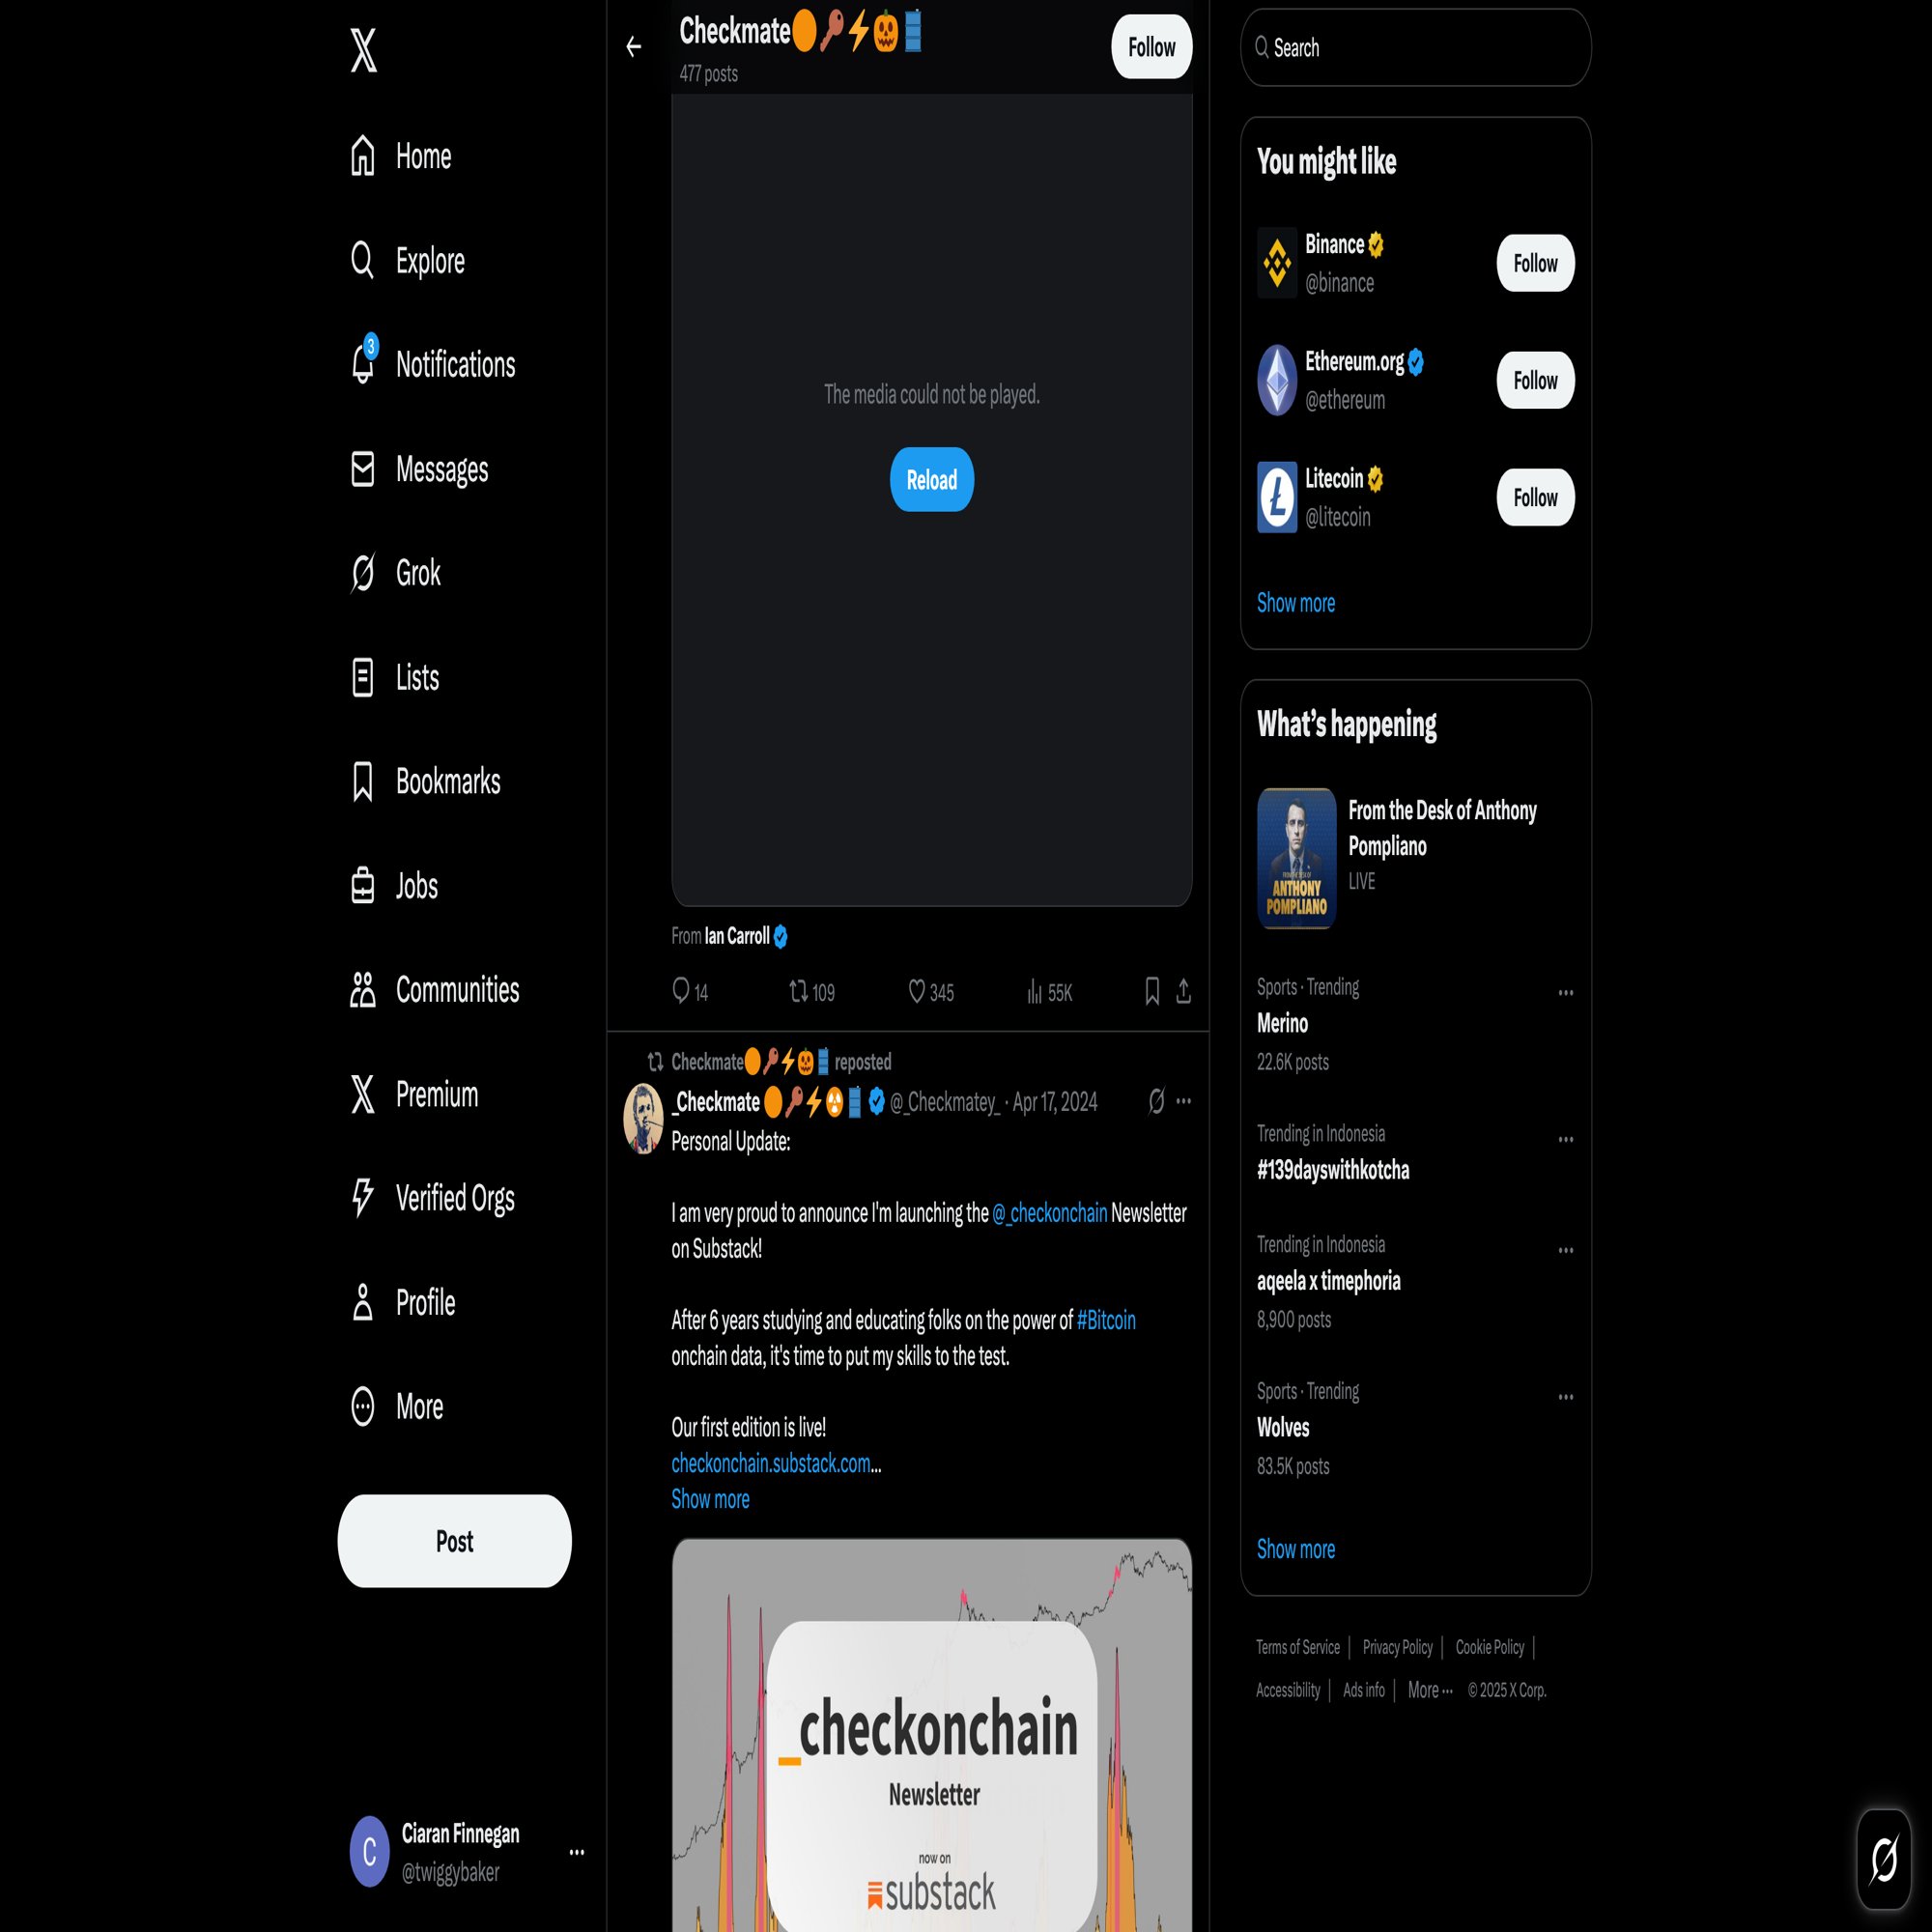 Home
Explore
3
Notifications
Messages
Grok
Lists
Bookmarks
Jobs
Communities
Premium
Verified Orgs
Profile
More
Post
C
Ciaran Finnegan
@twiggybaker
Checkmate
477 posts
Follow
The media could not be played.
Reload
From Ian Carroll
14 109 345 55K
Checkmate reposted
_Checkmate @_Checkmatey_ · Apr 17, 2024
Personal Update:
I am very proud to announce I'm launching the @_checkonchain Newsletter
on Substack!
After 6 years studying and educating folks on the power of #Bitcoin
onchain data, it's time to put my skills to the test.
Our first edition is live!
checkonchain.substack.com...
Show more
_checkonchain
Newsletter
now on
substack
Search
You might like
Binance
@binance
Follow
Ethereum.org
@ethereum
Follow
Litecoin
@litecoin
Follow
Show more
What's happening
FROM THE DESK OF
ANTHONY
POMPLIANO
From the Desk of Anthony
Pompliano
LIVE
Sports · Trending
Merino
22.6K posts
Trending in Indonesia
#139dayswithkotcha
Trending in Indonesia
aqeela x timephoria
8,900 posts
Sports · Trending
Wolves
83.5K posts
Show more
Terms of Service | Privacy Policy | Cookie Policy |
Accessibility | Ads info | More ··· © 2025 X Corp.